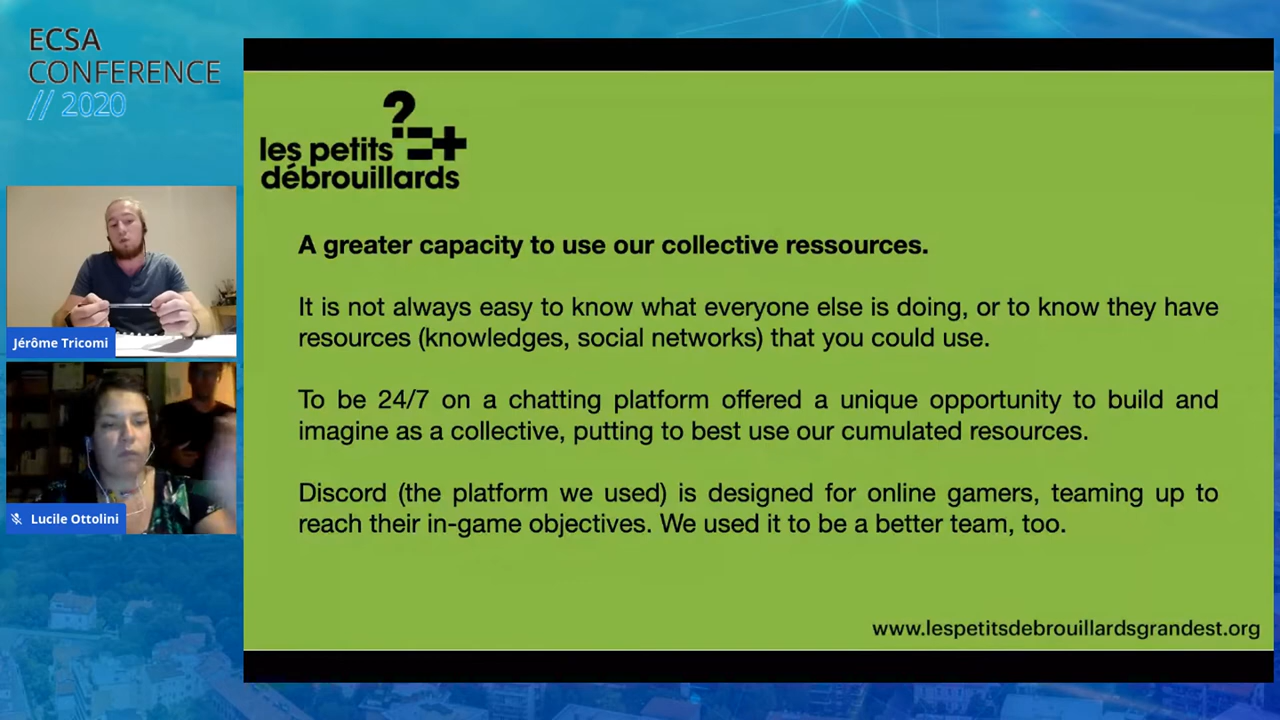 ECSA
CONFERENCE
// 2020
Jérôme Tricomi
Lucile Ottolini
?=+
les petits
débrouillards
A greater capacity to use our collective ressources.
It is not always easy to know what everyone else is doing, or to know they have
resources (knowledges, social networks) that you could use.
To be 24/7 on a chatting platform offered a unique opportunity to build and
imagine as a collective, putting to best use our cumulated resources.
Discord (the platform we used) is designed for online gamers, teaming up to
reach their in-game objectives. We used it to be a better team, too.
www.lespetitsdebrouillardsgrandest.org